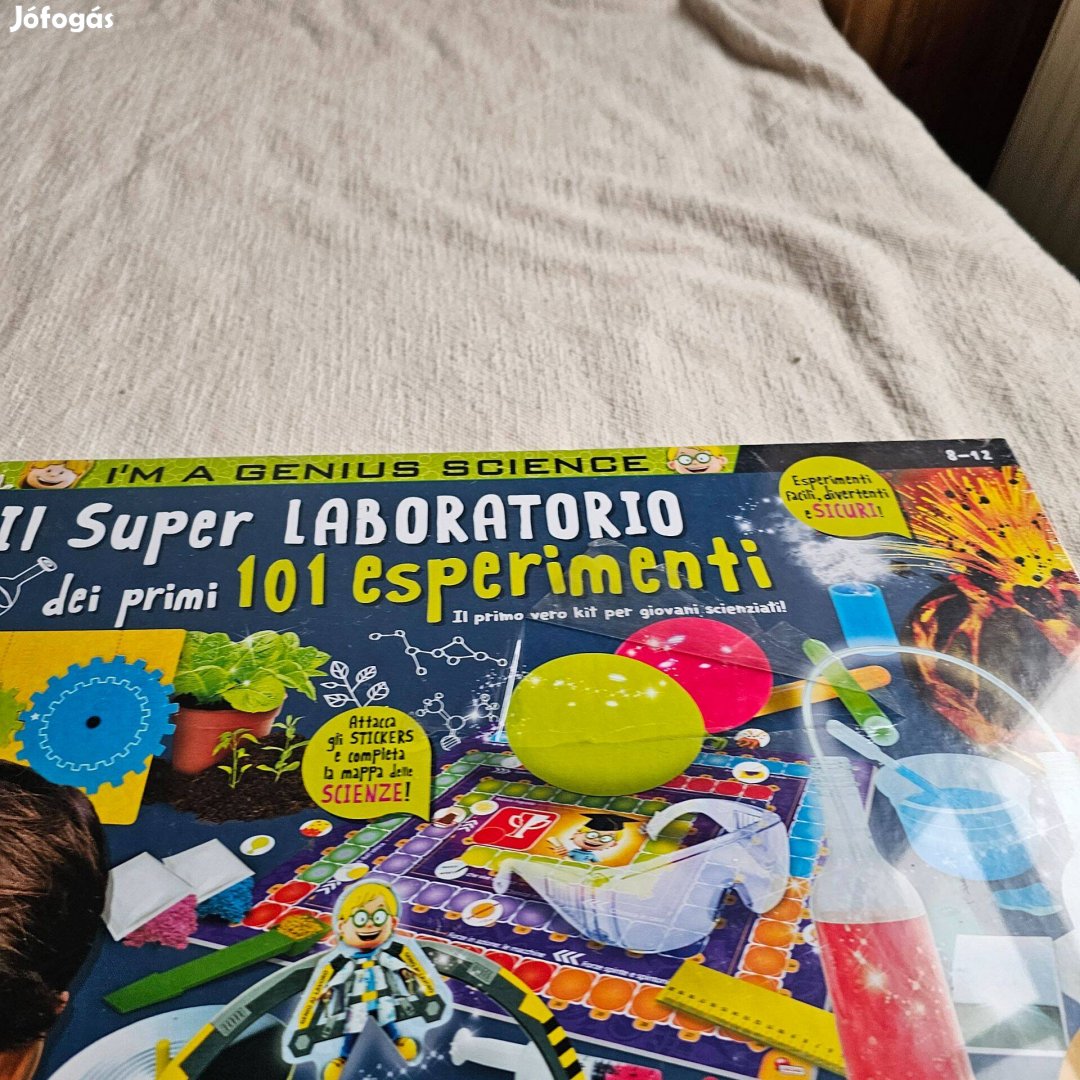 Jófogás
I'M A GENIUS SCIENCE
8-12
Il Super LABORATORIO
dei primi 101 esperimenti
Il primo vero kit per giovani scienziati!
Esperimenti
facili, divertenti
e SICURI!
Attacca
gli STICKERS
e completa
la mappa delle
SCIENZE!